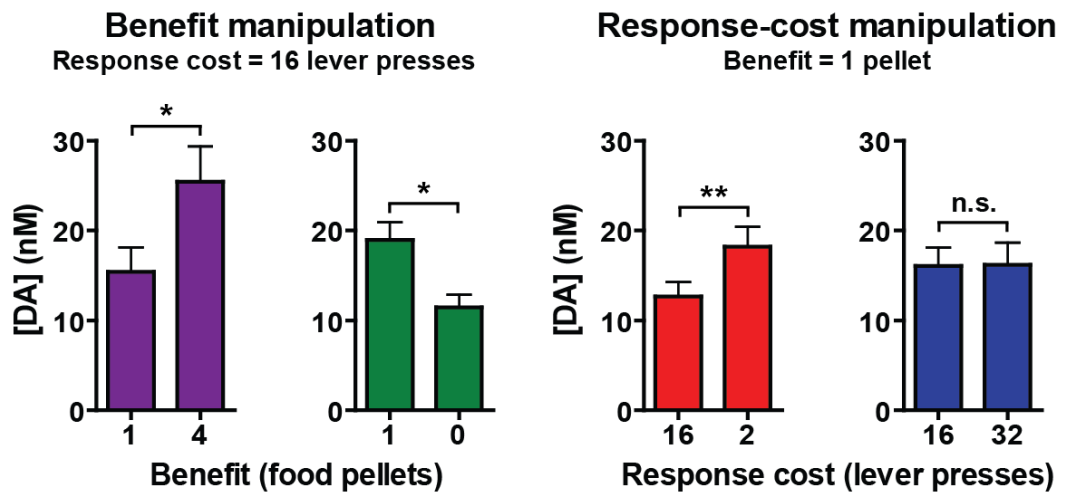 Benefit manipulation
Response cost = 16 lever presses
Response-cost manipulation
Benefit = 1 pellet
[DA] (nM)
30
20
10
0
*
1 4
30
20
10
0
*
1 0
Benefit (food pellets)
[DA] (nM)
30
20
10
0
**
16 2
30
20
10
0
n.s.
16 32
Response cost (lever presses)